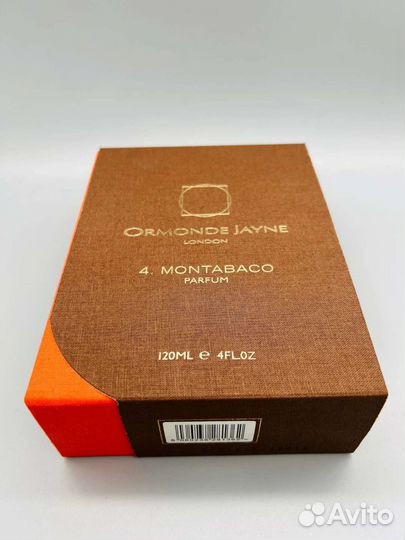 ORMONDE JAYNE
LONDON
4. MONTABACO
PARFUM
120ML e 4FL.OZ
Avito